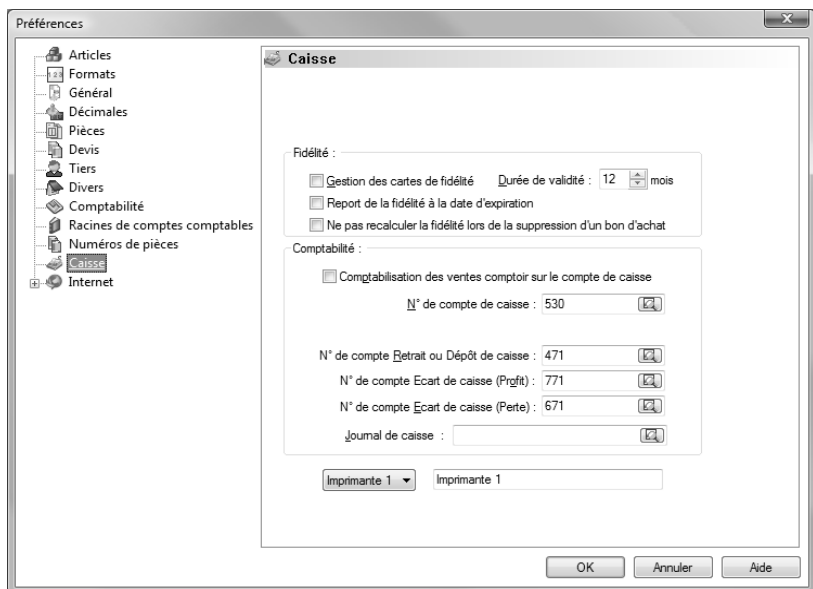 Préférences
Articles
Formats
Général
Décimales
Pièces
Devis
Tiers
Divers
Comptabilité
Racines de comptes comptables
Numéros de pièces
Caisse
Internet
Caisse
Fidélité :
Gestion des cartes de fidélité Durée de validité : 12 mois
Report de la fidélité à la date d'expiration
Ne pas recalculer la fidélité lors de la suppression d'un bon d'achat
Comptabilité :
Comptabilisation des ventes comptoir sur le compte de caisse
N° de compte de caisse : 530
N° de compte Retrait ou Dépôt de caisse : 471
N° de compte Ecart de caisse (Profit) : 771
N° de compte Ecart de caisse (Perte) : 671
Journal de caisse :
Imprimante 1 Imprimante 1
OK Annuler Aide